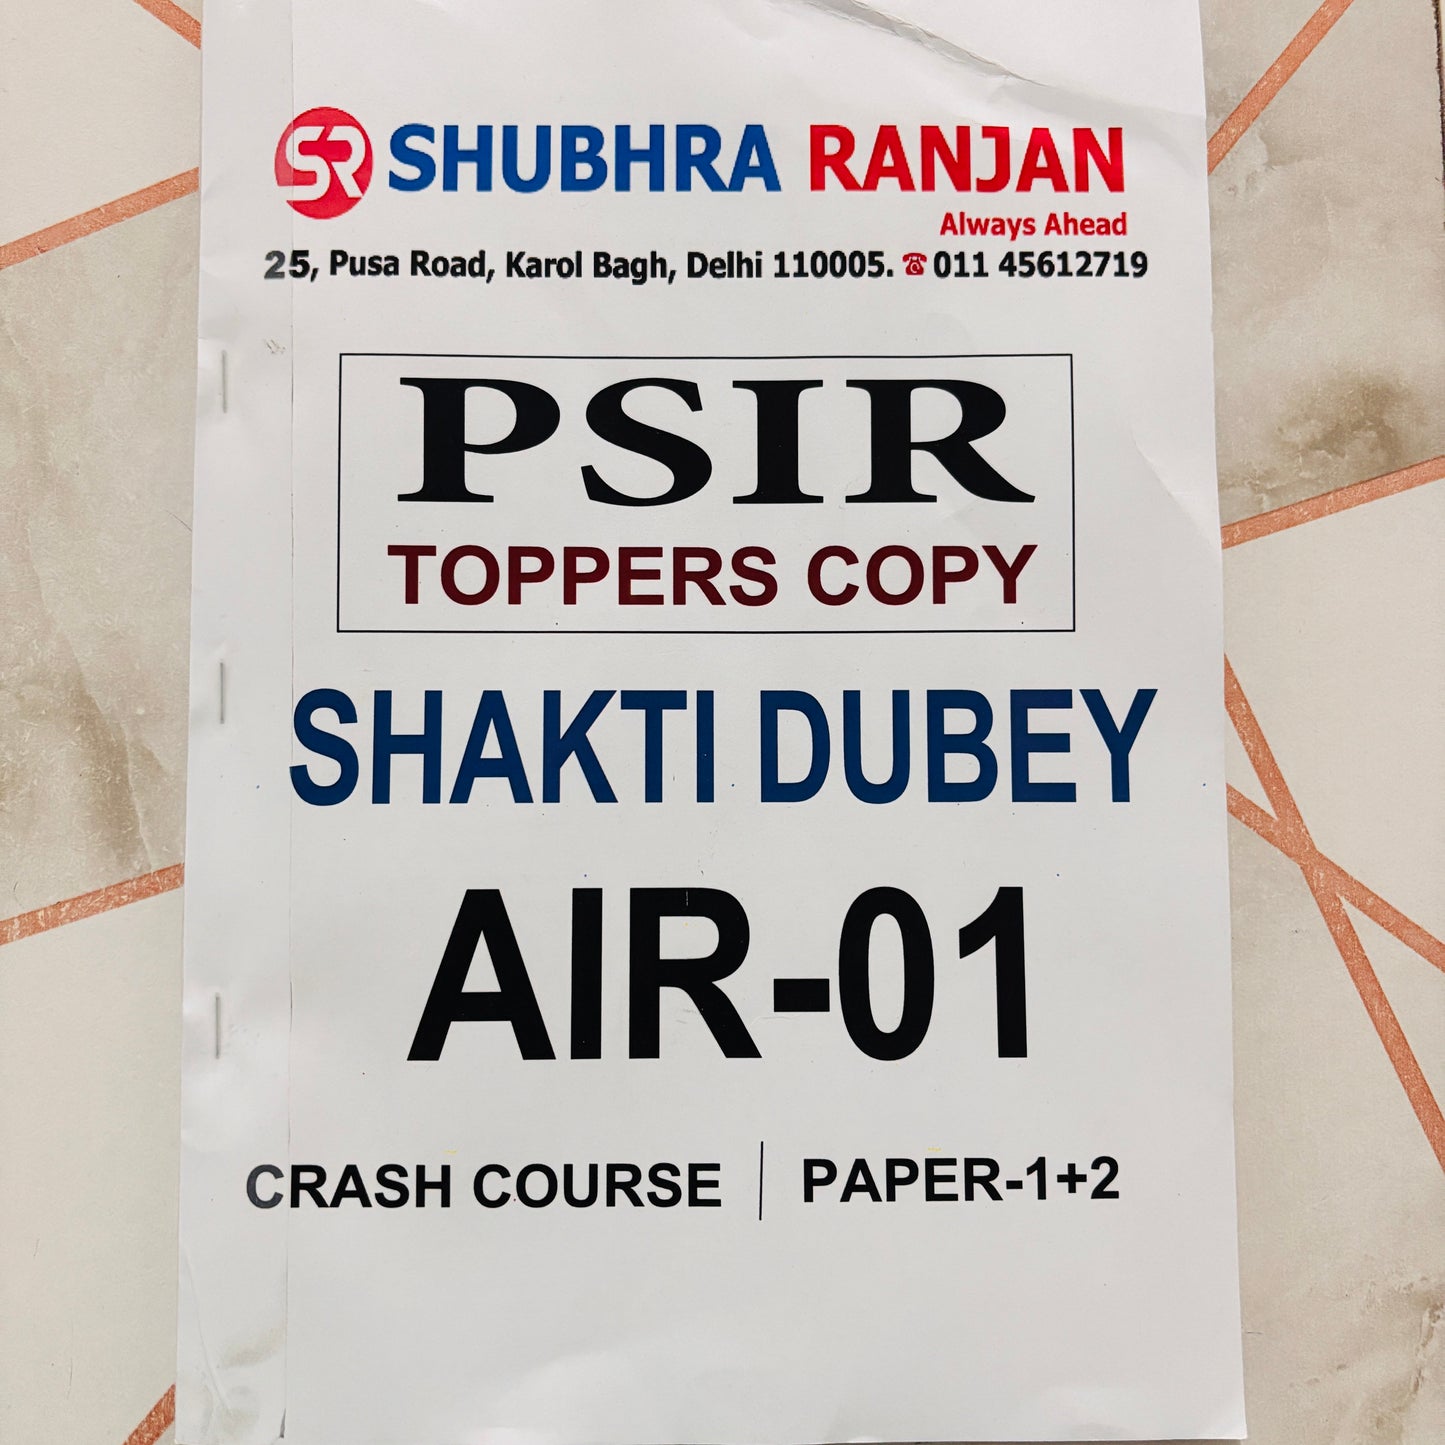 SR SHUBHRA RANJAN
Always Ahead
25, Pusa Road, Karol Bagh, Delhi 110005. ☎ 011 45612719
PSIR
TOPPERS COPY
SHAKTI DUBEY
AIR-01
CRASH COURSE | PAPER-1+2